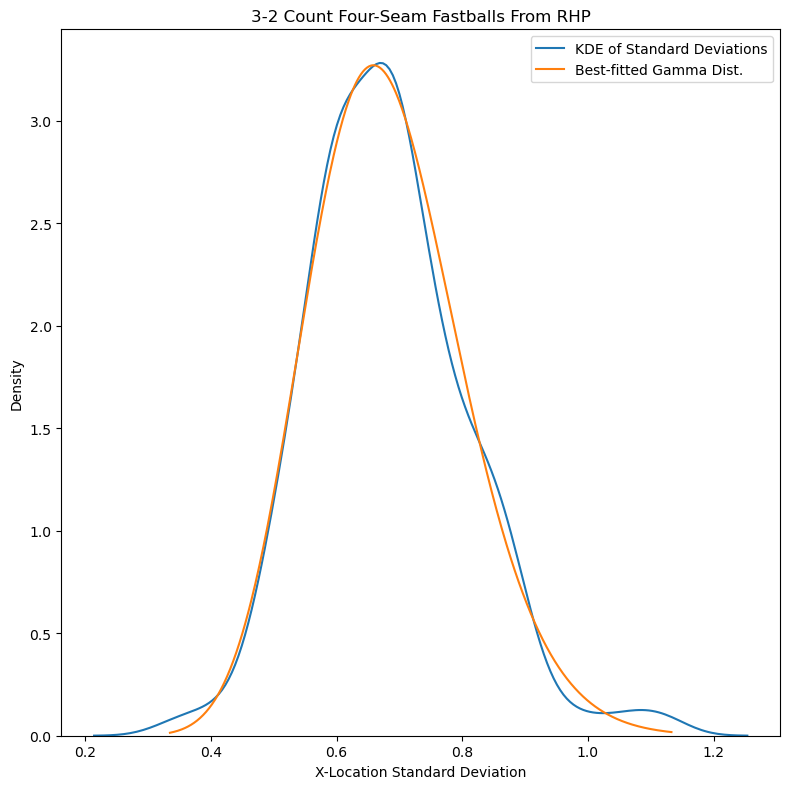 3-2 Count Four-Seam Fastballs From RHP
KDE of Standard Deviations
Best-fitted Gamma Dist.
Density
3.0
2.5
2.0
1.5
1.0
0.5
0.0
0.2 0.4 0.6 0.8 1.0 1.2
X-Location Standard Deviation